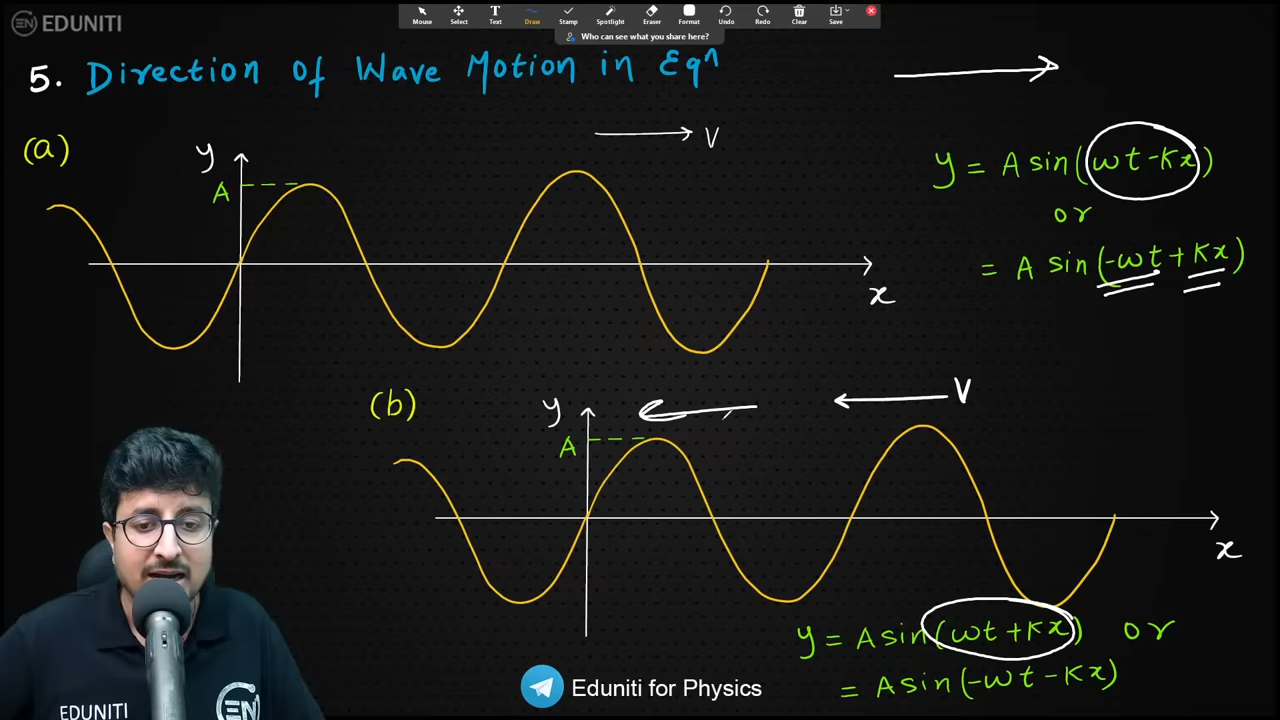 EDUNITI
Mouse Select Text Draw Stamp Spotlight Eraser Format Undo Redo Clear Save
Who can see what you share here?
5. Direction of Wave Motion in Eqⁿ
(a)
y
A
V
x
y = A sin(ωt-Kx)
or
= A sin(-ωt+Kx)
(b)
y
A
V
x
y = A sin(ωt+Kx) or
= A sin(-ωt-Kx)
Eduniti for Physics
EDUNITI
EN